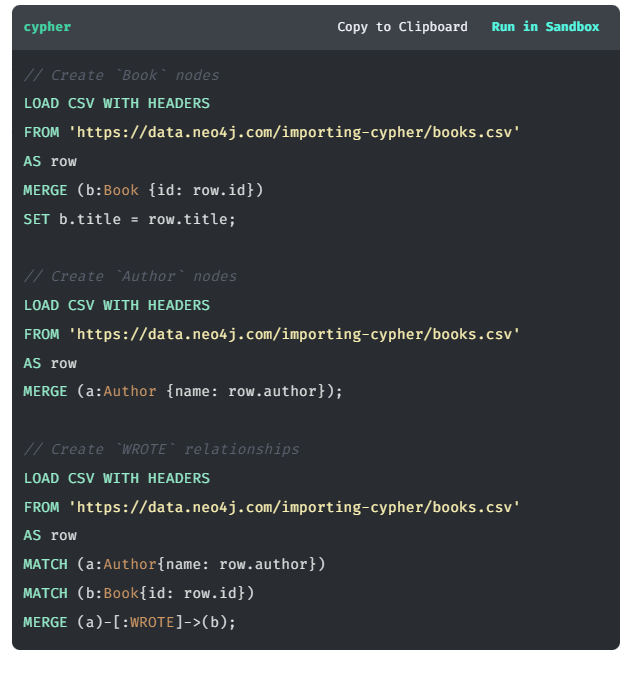 cypher Copy to Clipboard Run in Sandbox
// Create `Book` nodes
LOAD CSV WITH HEADERS
FROM 'https://data.neo4j.com/importing-cypher/books.csv'
AS row
MERGE (b:Book {id: row.id})
SET b.title = row.title;
// Create `Author` nodes
LOAD CSV WITH HEADERS
FROM 'https://data.neo4j.com/importing-cypher/books.csv'
AS row
MERGE (a:Author {name: row.author});
// Create `WROTE` relationships
LOAD CSV WITH HEADERS
FROM 'https://data.neo4j.com/importing-cypher/books.csv'
AS row
MATCH (a:Author{name: row.author})
MATCH (b:Book{id: row.id})
MERGE (a)-[:WROTE]->(b);